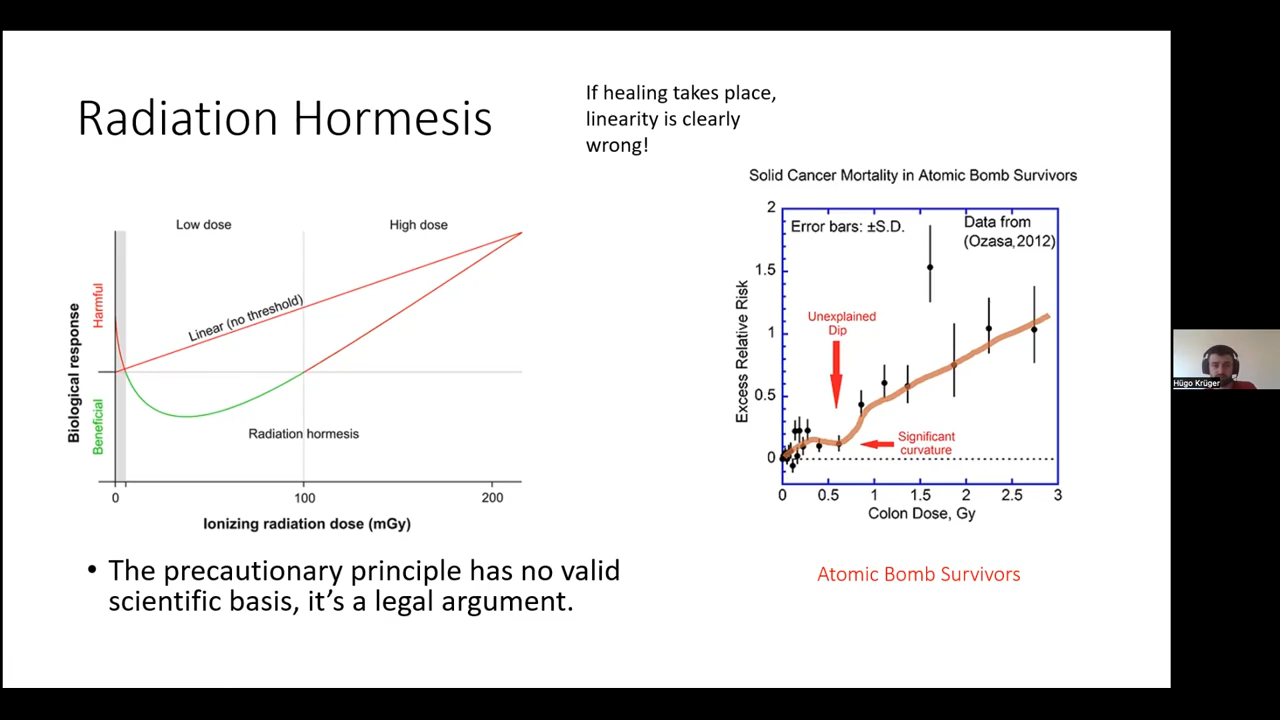 Radiation Hormesis
If healing takes place,
linearity is clearly
wrong!
Low dose
High dose
Harmful
Beneficial
Biological response
Linear (no threshold)
Radiation hormesis
0
100
200
Ionizing radiation dose (mGy)
Solid Cancer Mortality in Atomic Bomb Survivors
Error bars: ±S.D.
Data from
(Ozasa,2012)
Unexplained
Dip
Significant
curvature
Excess Relative Risk
2
1.5
1
0.5
0
0
0.5
1
1.5
2
2.5
3
Colon Dose, Gy
Atomic Bomb Survivors
• The precautionary principle has no valid
scientific basis, it’s a legal argument.
Hügo Krüger